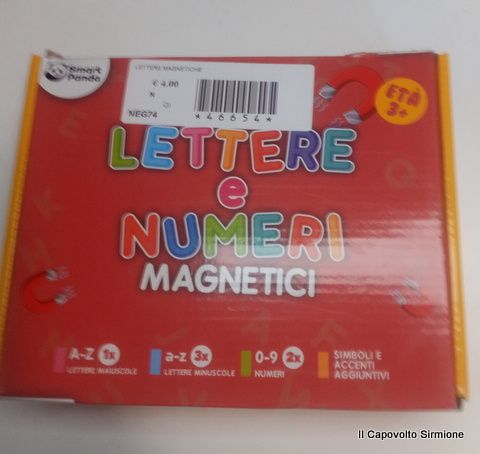 Smart
Panda
LETTERE MAGNETICHE
€ 4.00
N
NEG74
*46654*
ETÀ
3+
LETTERE
e
NUMERI
MAGNETICI
A-Z 1x
LETTERE MAIUSCOLE
a-z 3x
LETTERE MINUSCOLE
0-9 2x
NUMERI
SIMBOLI E
ACCENTI
AGGIUNTIVI
Il Capovolto Sirmione